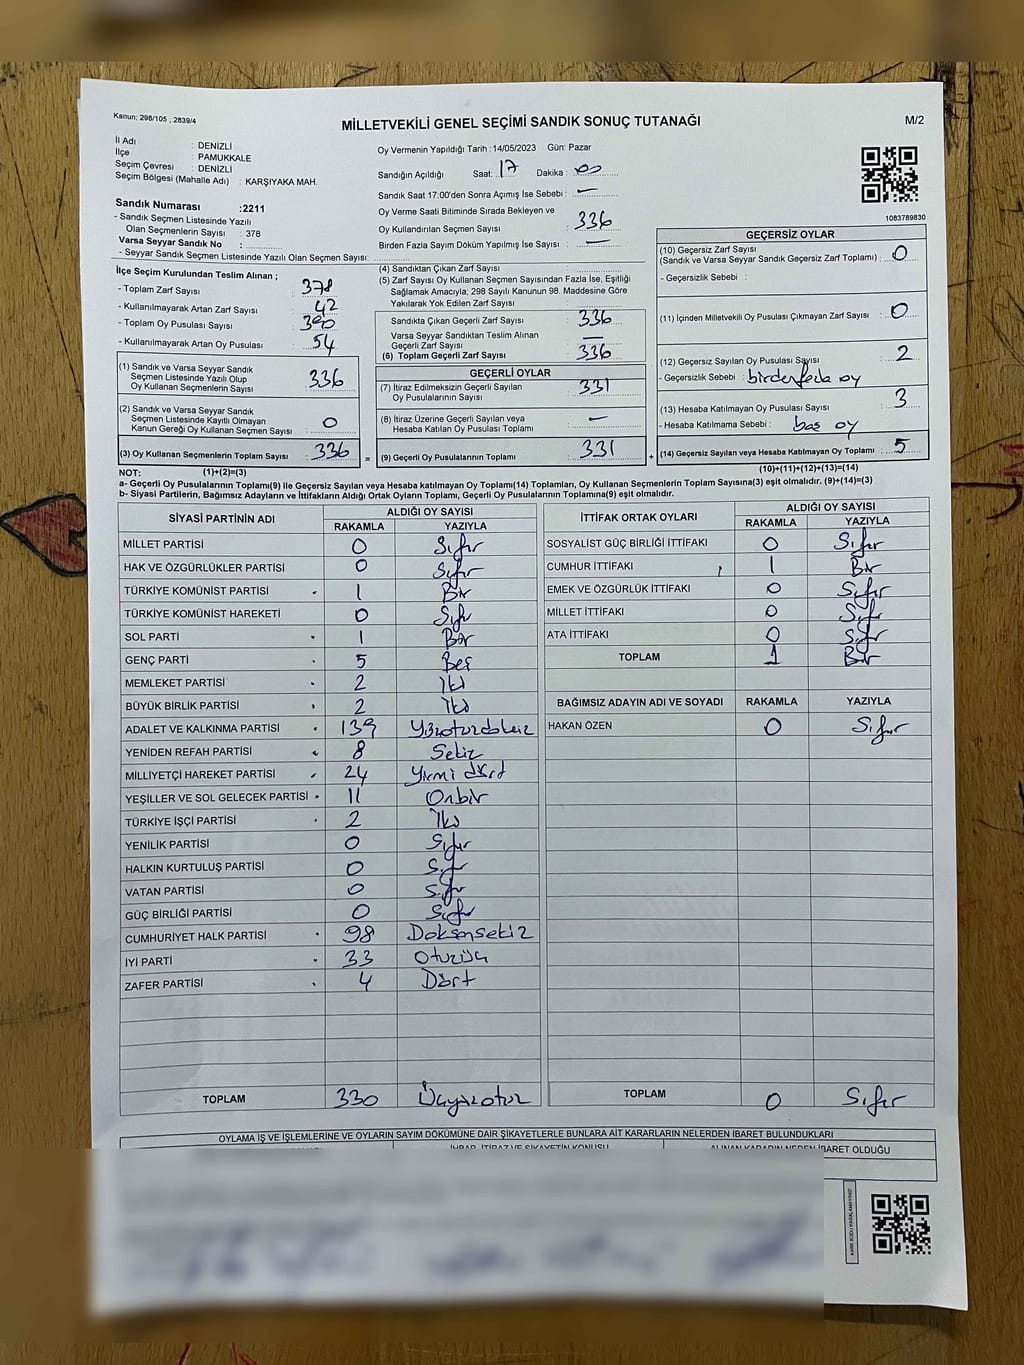 Kanun; 298/105 , 2839/4
MİLLETVEKİLİ GENEL SEÇİMİ SANDIK SONUÇ TUTANAĞI
M/2
İl Adı : DENİZLİ
İlçe : PAMUKKALE
Seçim Çevresi : DENİZLİ
Seçim Bölgesi (Mahalle Adı) : KARŞIYAKA MAH.
Sandık Numarası :2211
- Sandık Seçmen Listesinde Yazılı
Olan Seçmenlerin Sayısı : 378
Varsa Seyyar Sandık No :
- Seyyar Sandık Seçmen Listesinde Yazılı Olan Seçmen Sayısı:
Oy Vermenin Yapıldığı Tarih :14/05/2023 Gün: Pazar
Sandığın Açıldığı Saat: 17 Dakika : 00
Sandık Saat 17:00'den Sonra Açımış İse Sebebi : —
Oy Verme Saati Bitiminde Sırada Bekleyen ve
Oy Kullandırılan Seçmen Sayısı : 336
Birden Fazla Sayım Döküm Yapılmış İse Sayısı : —
1083789830
İlçe Seçim Kurulundan Teslim Alınan ;
- Toplam Zarf Sayısı : 378
- Kullanılmayarak Artan Zarf Sayısı : 42
- Toplam Oy Pusulası Sayısı : 390
- Kullanılmayarak Artan Oy Pusulası : 54
(1) Sandık ve Varsa Seyyar Sandık
Seçmen Listesinde Yazılı Olup
Oy Kullanan Seçmenlerin Sayısı : 336
(2) Sandık ve Varsa Seyyar Sandık
Seçmen Listesinde Kayıtlı Olmayan
Kanun Gereği Oy Kullanan Seçmen Sayısı : 0
(3) Oy Kullanan Seçmenlerin Toplam Sayısı : 336
(4) Sandıktan Çıkan Zarf Sayısı :
(5) Zarf Sayısı Oy Kullanan Seçmen Sayısından Fazla İse, Eşitliği
Sağlamak Amacıyla; 298 Sayılı Kanunun 98. Maddesine Göre
Yakılarak Yok Edilen Zarf Sayısı :
Sandıkta Çıkan Geçerli Zarf Sayısı : 336
Varsa Seyyar Sandıktan Teslim Alınan
Geçerli Zarf Sayısı : —
(6) Toplam Geçerli Zarf Sayısı : 336
GEÇERLİ OYLAR
(7) İtiraz Edilmeksizin Geçerli Sayılan
Oy Pusulalarının Sayısı : 331
(8) İtiraz Üzerine Geçerli Sayılan veya
Hesaba Katılan Oy Pusulası Toplamı : —
= (9) Geçerli Oy Pusulalarının Toplamı : 331 +
GEÇERSİZ OYLAR
(10) Geçersiz Zarf Sayısı
(Sandık ve Varsa Seyyar Sandık Geçersiz Zarf Toplamı) : 0
- Geçersizlik Sebebi :
(11) İçinden Milletvekili Oy Pusulası Çıkmayan Zarf Sayısı : 0
(12) Geçersiz Sayılan Oy Pusulası Sayısı : 2
- Geçersizlik Sebebi : birdenfazla oy
(13) Hesaba Katılmayan Oy Pusulası Sayısı : 3
- Hesaba Katılmama Sebebi : boş oy
(14) Geçersiz Sayılan veya Hesaba Katılmayan Oy Toplamı : 5
NOT: (1)+(2)=(3) (10)+(11)+(12)+(13)=(14)
a- Geçerli Oy Pusulalarının Toplamı(9) ile Geçersiz Sayılan veya Hesaba katılmayan Oy Toplamı(14) Toplamları, Oy Kullanan Seçmenlerin Toplam Sayısına(3) eşit olmalıdır. (9)+(14)=(3)
b- Siyasi Partilerin, Bağımsız Adayların ve İttifakların Aldığı Ortak Oyların Toplamı, Geçerli Oy Pusulalarının Toplamına(9) eşit olmalıdır.
SİYASİ PARTİNİN ADI ALDIĞI OY SAYISI
RAKAMLA YAZIYLA
MİLLET PARTİSİ 0 Sıfır
HAK VE ÖZGÜRLÜKLER PARTİSİ 0 Sıfır
TÜRKİYE KOMÜNİST PARTİSİ 1 Bir
TÜRKİYE KOMÜNİST HAREKETİ 0 Sıfır
SOL PARTİ 1 Bir
GENÇ PARTİ 5 Beş
MEMLEKET PARTİSİ 2 İki
BÜYÜK BİRLİK PARTİSİ 2 İki
ADALET VE KALKINMA PARTİSİ 139 Yüzotuzdokuz
YENİDEN REFAH PARTİSİ 8 Sekiz
MİLLİYETÇİ HAREKET PARTİSİ 24 Yirmi dört
YEŞİLLER VE SOL GELECEK PARTİSİ 11 Onbir
TÜRKİYE İŞÇİ PARTİSİ 2 İki
YENİLİK PARTİSİ 0 Sıfır
HALKIN KURTULUŞ PARTİSİ 0 Sıfır
VATAN PARTİSİ 0 Sıfır
GÜÇ BİRLİĞİ PARTİSİ 0 Sıfır
CUMHURİYET HALK PARTİSİ 98 Doksansekiz
İYİ PARTİ 33 Otuzüç
ZAFER PARTİSİ 4 Dört
TOPLAM 330 Üçyüzotuz
İTTİFAK ORTAK OYLARI ALDIĞI OY SAYISI
RAKAMLA YAZIYLA
SOSYALİST GÜÇ BİRLİĞİ İTTİFAKI 0 Sıfır
CUMHUR İTTİFAKI 1 Bir
EMEK VE ÖZGÜRLÜK İTTİFAKI 0 Sıfır
MİLLET İTTİFAKI 0 Sıfır
ATA İTTİFAKI 0 Sıfır
TOPLAM 1 Bir
BAĞIMSIZ ADAYIN ADI VE SOYADI RAKAMLA YAZIYLA
HAKAN ÖZEN 0 Sıfır
TOPLAM 0 Sıfır
OYLAMA İŞ VE İŞLEMLERİNE VE OYLARIN SAYIM DÖKÜMÜNE DAİR ŞİKAYETLERLE BUNLARA AİT KARARLARIN NELERDEN İBARET BULUNDUKLARI
İHBAR, İTİRAZ VE ŞİKAYETİN KONUSU
ALINAN KARARIN NEDEN İBARET OLDUĞU
KARE KODU KARALAMAYINIZ!